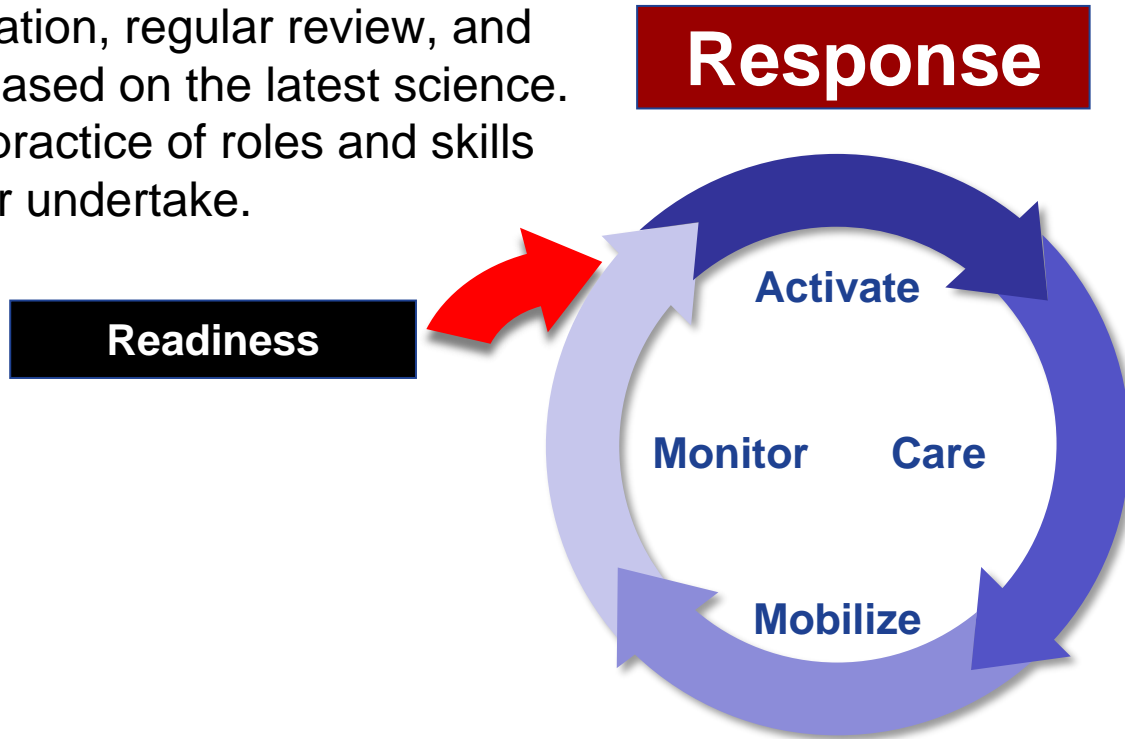 ation, regular review, and
ased on the latest science.
practice of roles and skills
r undertake.
Response
Readiness
Activate
Monitor
Care
Mobilize